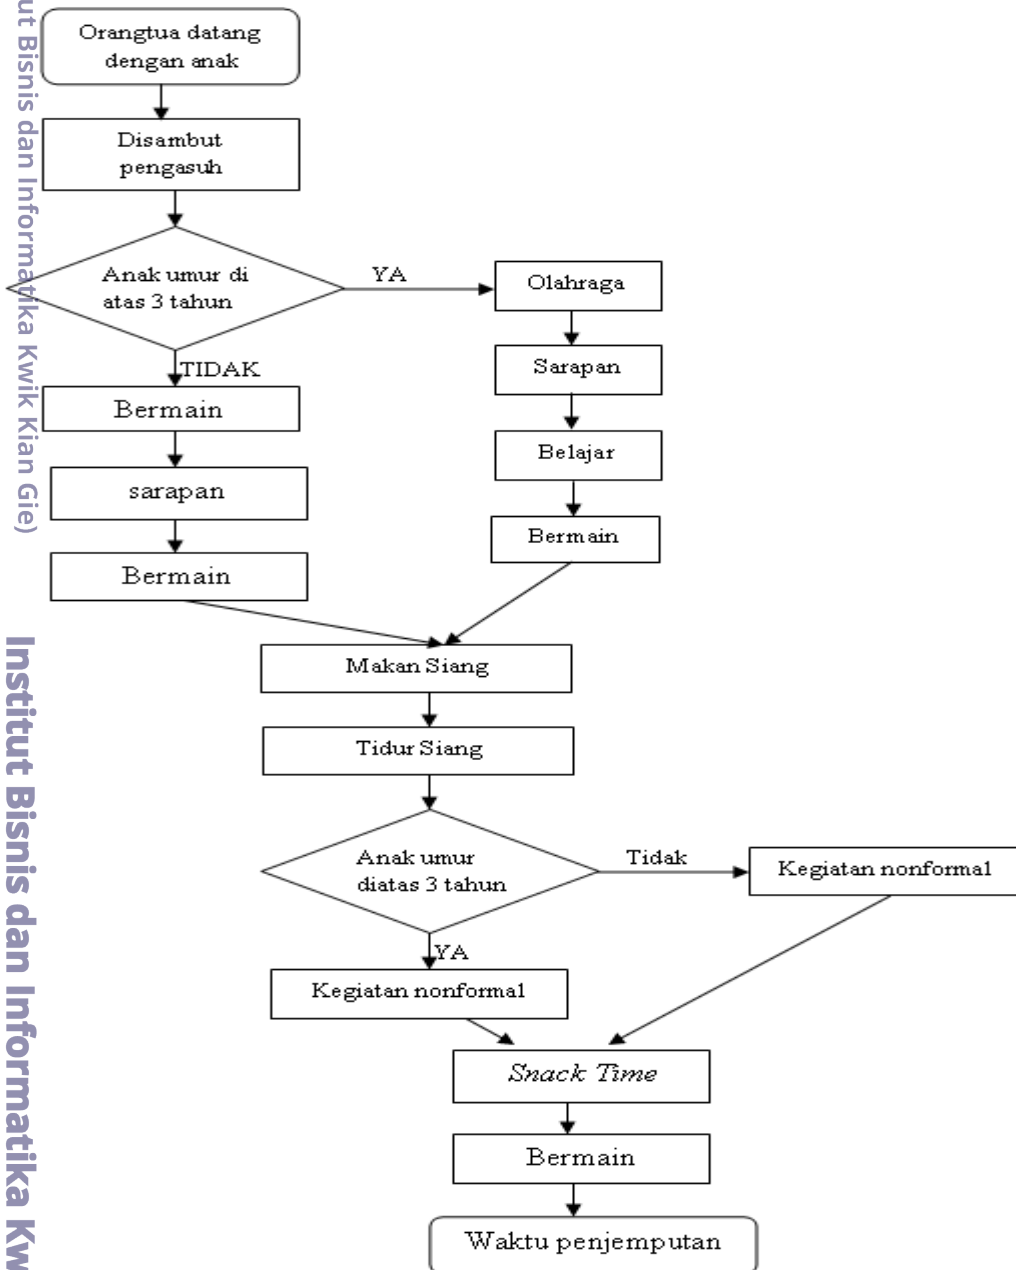 Orangtua datang
dengan anak
Disambut
pengasuh
Anak umur di
atas 3 tahun
YA
TIDAK
Olahraga
Sarapan
Belajar
Bermain
Bermain
sarapan
Bermain
Makan Siang
Tidur Siang
Anak umur
diatas 3 tahun
Tidak
YA
Kegiatan nonformal
Kegiatan nonformal
Snack Time
Bermain
Waktu penjemputan
ut Bisnis dan Informatika Kwik Kian Gie)
Institut Bisnis dan Informatika Kw